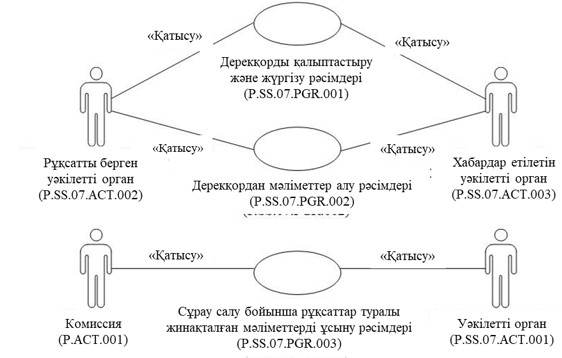 «Қатысу»
«Қатысу»
Дерекқорды қалыптастыру
және жүргізу рәсімдері
(P.SS.07.PGR.001)
«Қатысу»
«Қатысу»
Рұқсатты берген
уәкілетті орган
(P.SS.07.ACT.002)
Дерекқордан мәліметтер алу рәсімдері
(P.SS.07.PGR.002)
Хабардар етілетін
уәкілетті орган
(P.SS.07.ACT.003)
«Қатысу»
«Қатысу»
Комиссия
(P.ACT.001)
Сұрау салу бойынша рұқсаттар туралы
жинақталған мәліметтерді ұсыну рәсімдері
(P.SS.07.PGR.003)
Уәкілетті орган
(P.SS.07.ACT.001)